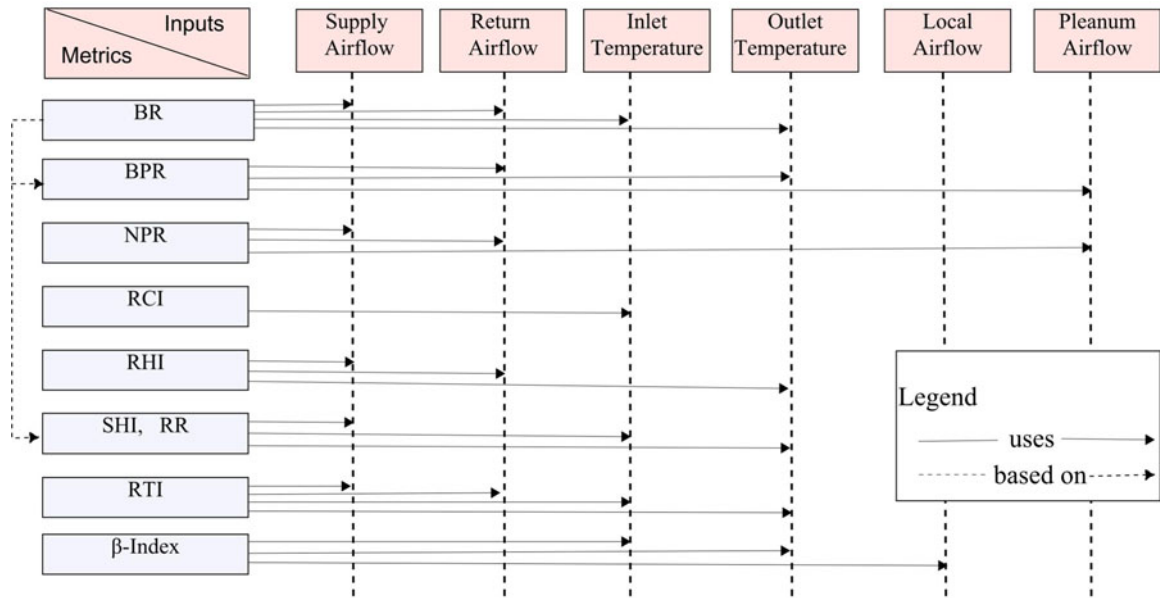 Inputs
Metrics
Supply
Airflow
Return
Airflow
Inlet
Temperature
Outlet
Temperature
Local
Airflow
Pleanum
Airflow
BR
BPR
NPR
RCI
RHI
SHI, RR
RTI
β-Index
Legend
uses
based on